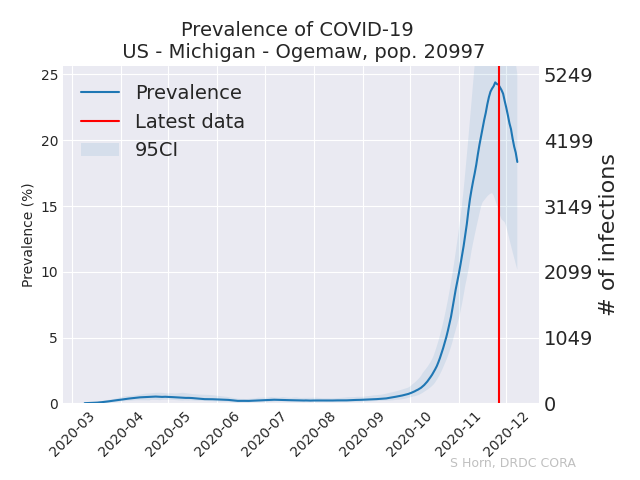 Prevalence of COVID-19
US - Michigan - Ogemaw, pop. 20997
Prevalence
Latest data
95CI
Prevalence (%)
25
20
15
10
5
0
5249
4199
3149
2099
1049
0
# of infections
2020-03
2020-04
2020-05
2020-06
2020-07
2020-08
2020-09
2020-10
2020-11
2020-12
S Horn, DRDC CORA